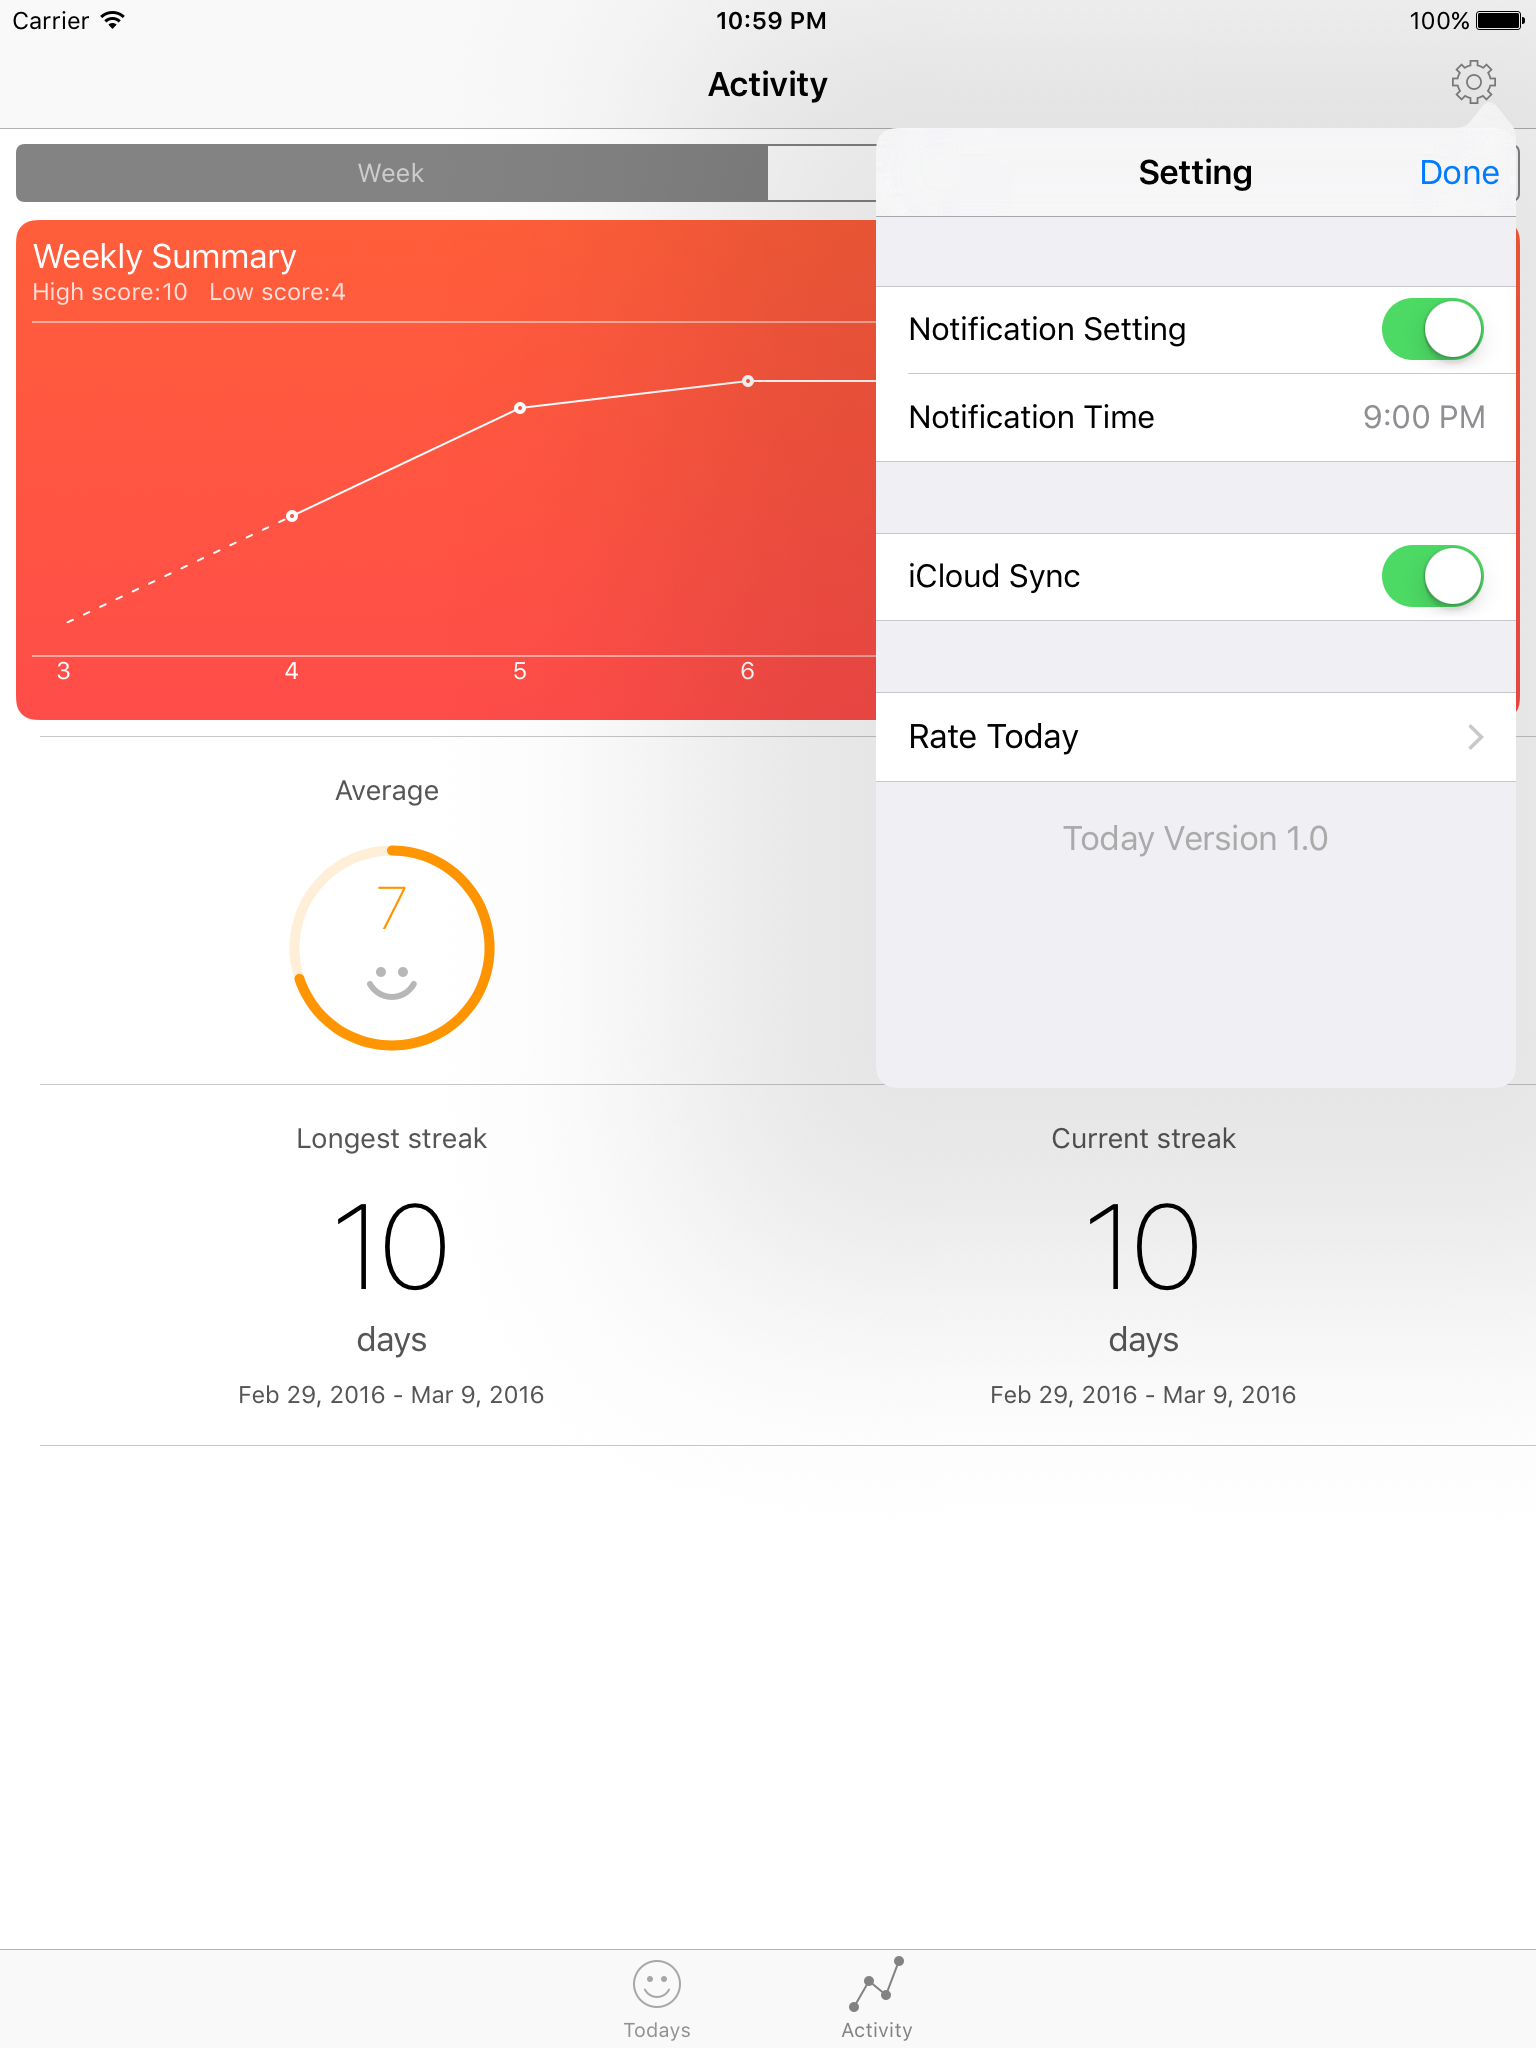 Carrier 10:59 PM 100%
Activity
Week
Setting Done
Weekly Summary
High score:10 Low score:4
Notification Setting
Notification Time 9:00 PM
iCloud Sync
3 4 5 6
Rate Today
Average
Today Version 1.0
7
Longest streak Current streak
10 10
days days
Feb 29, 2016 - Mar 9, 2016 Feb 29, 2016 - Mar 9, 2016
Todays Activity